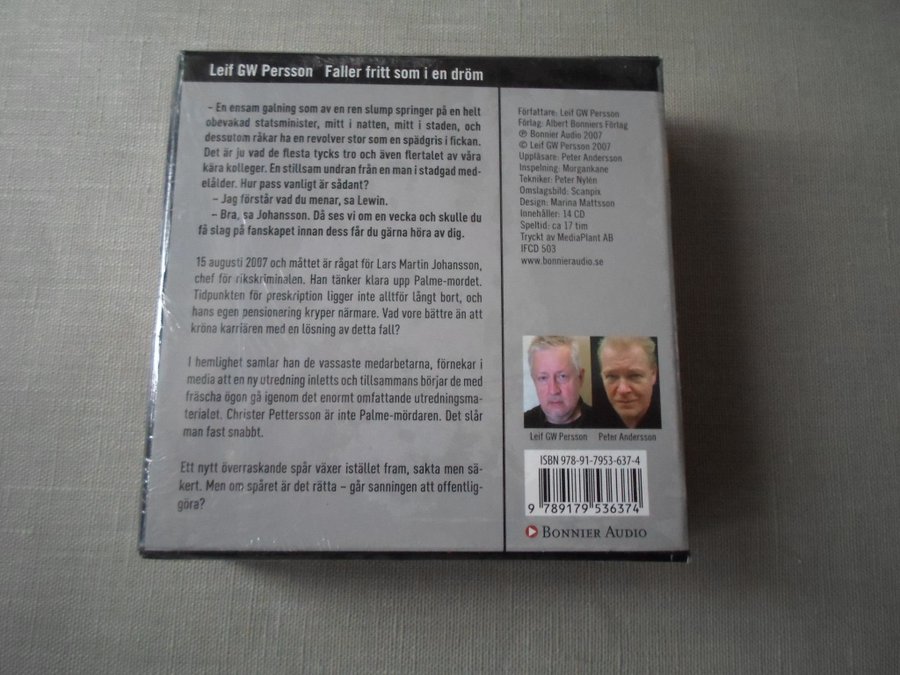 Leif GW Persson Faller fritt som i en dröm
– En ensam galning som av en ren slump springer på en helt
obevakad statsminister, mitt i natten, mitt i staden, och
dessutom råkar ha en revolver stor som en spädgris i fickan.
Det är ju vad de flesta tycks tro och även flertalet av våra
kära kolleger. En stillsam undran från en man i stadgad med-
elålder. Hur pass vanligt är sådant?
– Jag förstår vad du menar, sa Lewin.
– Bra, sa Johansson. Då ses vi om en vecka och skulle du
få slag på fanskapet innan dess får du gärna höra av dig.
15 augusti 2007 och måttet är rågat för Lars Martin Johansson,
chef för rikskriminalen. Han tänker klara upp Palme-mordet.
Tidpunkten för preskription ligger inte alltför långt bort, och
hans egen pensionering kryper närmare. Vad vore bättre än att
kröna karriären med en lösning av detta fall?
I hemlighet samlar han de vassaste medarbetarna, förnekar i
media att en ny utredning inletts och tillsammans börjar de med
fräscha ögon gå igenom det enormt omfattande utredningsma-
terialet. Christer Pettersson är inte Palme-mördaren. Det slår
man fast snabbt.
Ett nytt överraskande spår växer istället fram, sakta men sä-
kert. Men om spåret är det rätta – går sanningen att offentlig-
göra?
Författare: Leif GW Persson
Förlag: Albert Bonniers Förlag
℗ Bonnier Audio 2007
© Leif GW Persson 2007
Uppläsare: Peter Andersson
Inspelning: Morgankane
Tekniker: Peter Nylén
Omslagsbild: Scanpix
Design: Marina Mattsson
Innehåller: 14 CD
Speltid: ca 17 tim
Tryckt av MediaPlant AB
IFCD 503
www.bonnieraudio.se
Leif GW Persson Peter Andersson
ISBN 978-91-7953-637-4
9 789179 536374
BONNIER AUDIO